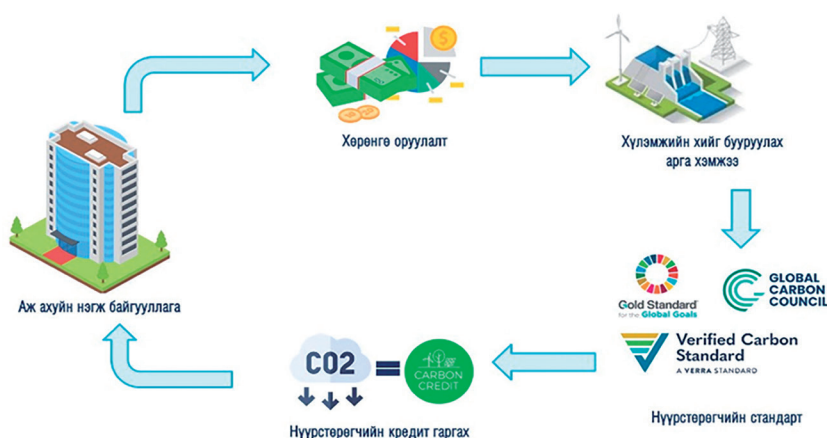 Хөрөнгө оруулалт
Хүлэмжийн хийг бууруулах
арга хэмжээ
Gold Standard®
for the Global Goals
GLOBAL
CARBON
COUNCIL
Verified Carbon
Standard
A VERRA STANDARD
Нүүрстөрөгчийн стандарт
CO2
=
CARBON
CREDIT
Нүүрстөрөгчийн кредит гаргах
Аж ахуйн нэгж байгууллага